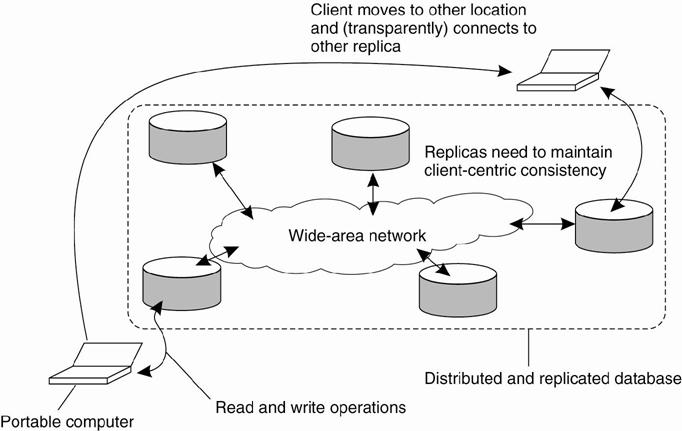 Client moves to other location
and (transparently) connects to
other replica
Replicas need to maintain
client-centric consistency
Wide-area network
Distributed and replicated database
Read and write operations
Portable computer